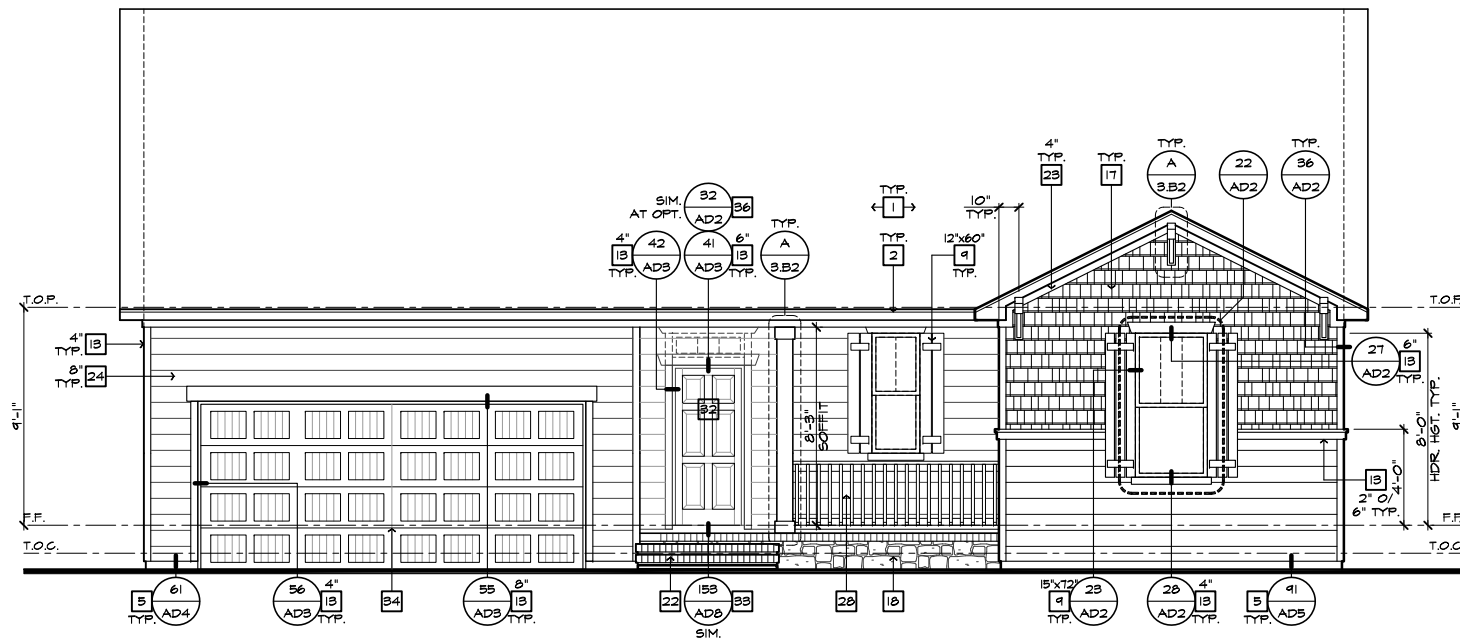 TYP.
A
3.B2
22
AD2
TYP.
36
AD2
4"
TYP.
23
TYP.
17
10"
TYP.
SIM.
AT OPT.
32
AD2
36
TYP.
1
4"
13
TYP.
42
AD3
41
AD3
6"
13
TYP.
TYP.
A
3.B2
TYP.
2
12"x60"
9
TYP.
T.O.P.
T.O.P.
4"
TYP.
13
8"
TYP.
24
27
AD2
6"
13
TYP.
9'-1"
32
8'-3"
SOFFIT
8'-0"
HDR. HGT. TYP.
9'-1"
13
2" O/
6" TYP.
4'-0"
28
F.F.
F.F.
T.O.C.
T.O.C.
5
TYP.
61
AD4
56
AD3
4"
13
TYP.
34
55
AD3
8"
13
TYP.
22
153
AD8
33
SIM.
28
18
15"x72"
9
TYP.
23
AD2
28
AD2
4"
13
TYP.
5
TYP.
91
AD5